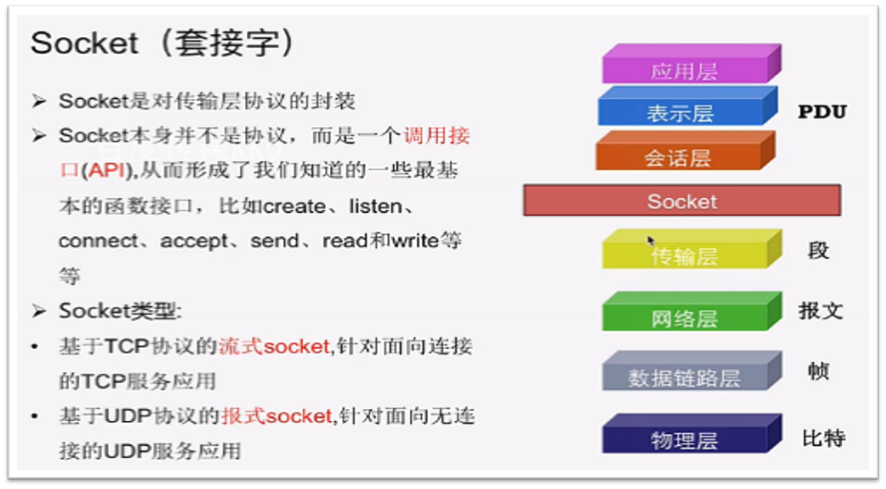 Socket（套接字）
➢ Socket是对传输层协议的封装
➢ Socket本身并不是协议，而是一个调用接
口(API),从而形成了我们知道的一些最基
本的函数接口，比如create、listen、
connect、accept、send、read和write等
等
➢ Socket类型:
• 基于TCP协议的流式socket,针对面向连接
的TCP服务应用
• 基于UDP协议的报式socket,针对面向无连
接的UDP服务应用
应用层
表示层
PDU
会话层
Socket
传输层
段
网络层
报文
数据链路层
帧
物理层
比特